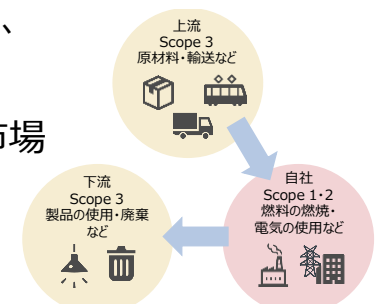 、
市場
上流
Scope 3
原材料・輸送など
自社
Scope 1・2
燃料の燃焼・
電気の使用など
下流
Scope 3
製品の使用・廃棄
など